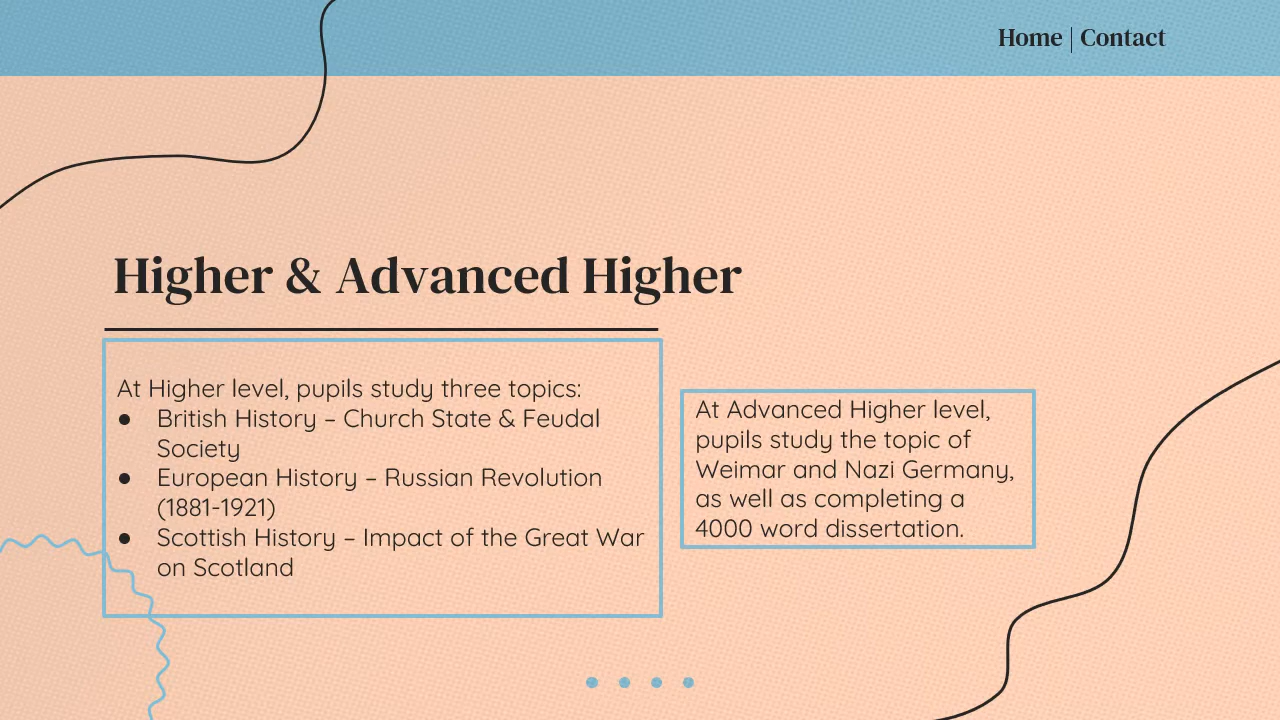 Home | Contact
Higher & Advanced Higher
At Higher level, pupils study three topics:
● British History – Church State & Feudal
Society
● European History – Russian Revolution
(1881-1921)
● Scottish History – Impact of the Great War
on Scotland
At Advanced Higher level,
pupils study the topic of
Weimar and Nazi Germany,
as well as completing a
4000 word dissertation.